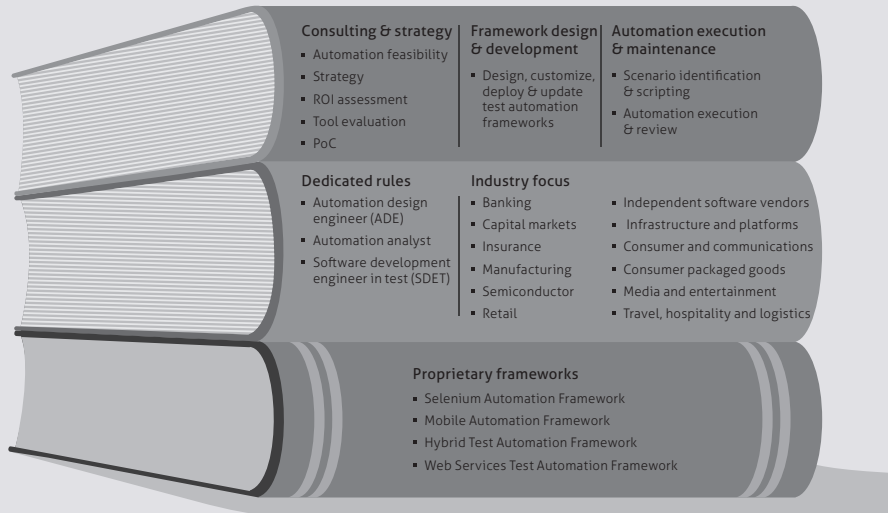 Consulting & strategy
Automation feasibility
Strategy
ROI assessment
Tool evaluation
PoC
Framework design
& development
Design, customize,
deploy & update
test automation
frameworks
Automation execution
& maintenance
Scenario identification
& scripting
Automation execution
& review
Dedicated rules
Automation design
engineer (ADE)
Automation analyst
Software development
engineer in test (SDET)
Industry focus
Banking
Capital markets
Insurance
Manufacturing
Semiconductor
Retail
Independent software vendors
Infrastructure and platforms
Consumer and communications
Consumer packaged goods
Media and entertainment
Travel, hospitality and logistics
Proprietary frameworks
Selenium Automation Framework
Mobile Automation Framework
Hybrid Test Automation Framework
Web Services Test Automation Framework